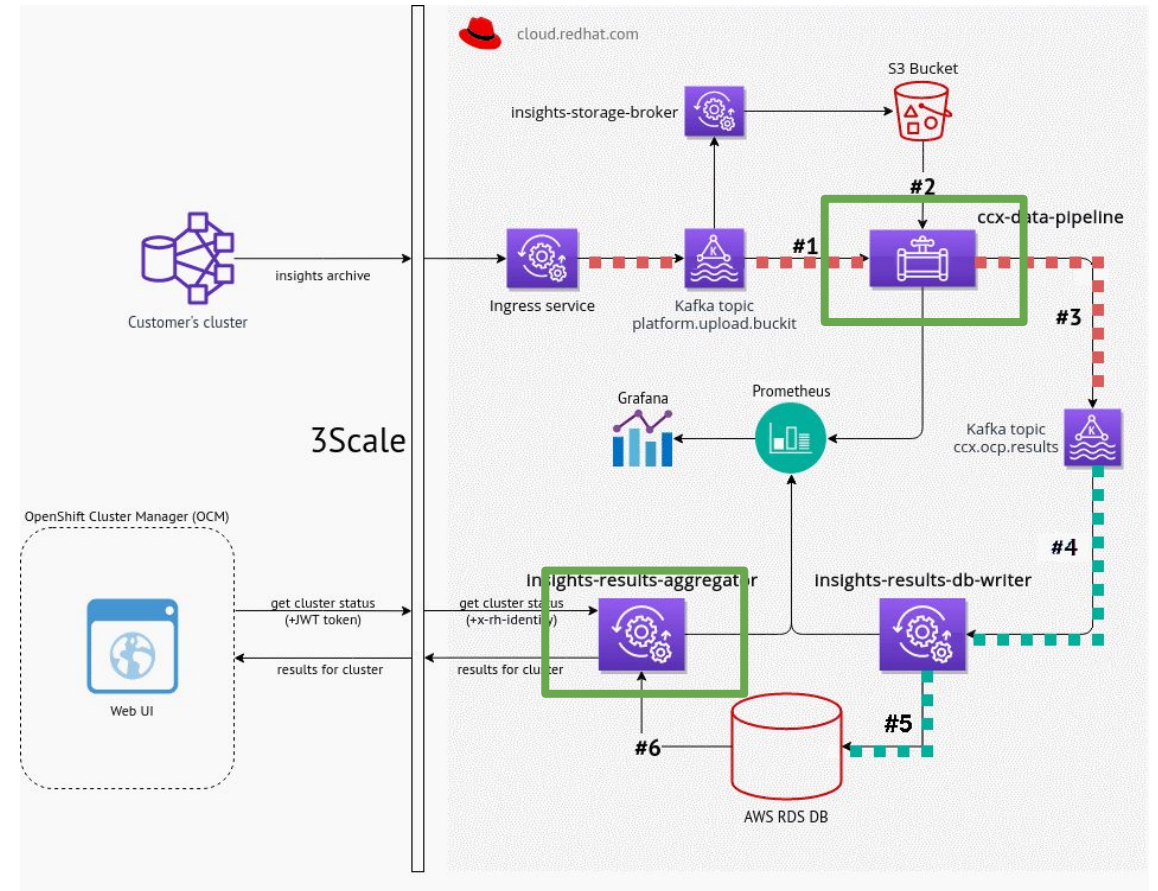 cloud.redhat.com
S3 Bucket
insights-storage-broker
#2
ccx-data-pipeline
#1
insights archive
Ingress service
Kafka topic
platform.upload.buckit
Customer's cluster
#3
Prometheus
Grafana
Kafka topic
ccx.ocp.results
3Scale
OpenShift Cluster Manager (OCM)
#4
insights-results-aggregator
insights-results-db-writer
get cluster status
(+JWT token)
get cluster status
(+x-rh-identity)
results for cluster
results for cluster
Web UI
#5
#6
AWS RDS DB
K
K